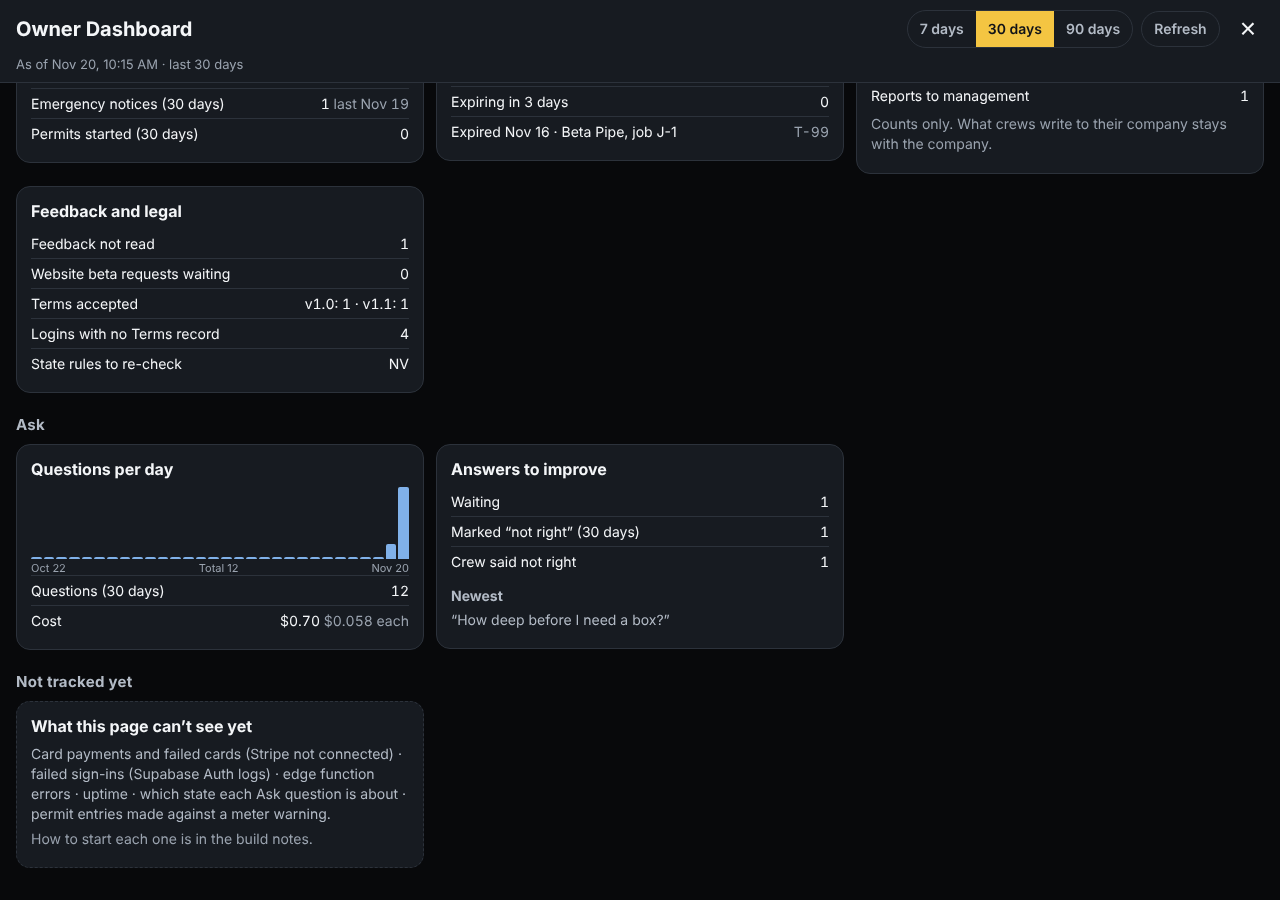 Owner Dashboard
7 days
30 days
90 days
Refresh
✕
As of Nov 20, 10:15 AM · last 30 days
Emergency notices (30 days) 1 last Nov 19
Permits started (30 days) 0
Expiring in 3 days 0
Expired Nov 16 · Beta Pipe, job J-1 T-99
Reports to management 1
Counts only. What crews write to their company stays
with the company.
Feedback and legal
Feedback not read 1
Website beta requests waiting 0
Terms accepted v1.0: 1 · v1.1: 1
Logins with no Terms record 4
State rules to re-check NV
Ask
Questions per day
Oct 22 Total 12 Nov 20
Questions (30 days) 12
Cost $0.70 $0.058 each
Answers to improve
Waiting 1
Marked “not right” (30 days) 1
Crew said not right 1
Newest
“How deep before I need a box?”
Not tracked yet
What this page can’t see yet
Card payments and failed cards (Stripe not connected) ·
failed sign-ins (Supabase Auth logs) · edge function
errors · uptime · which state each Ask question is about ·
permit entries made against a meter warning.
How to start each one is in the build notes.